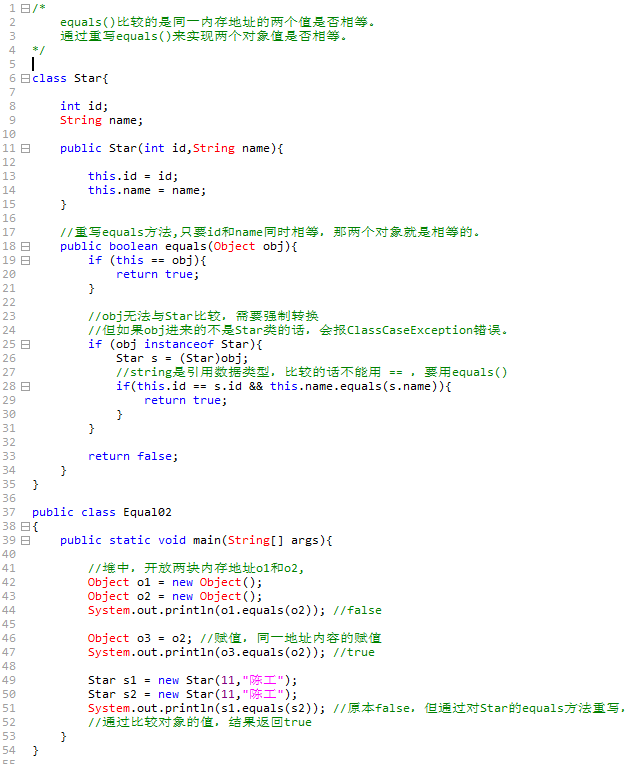 1 /*
2 equals()比较的是同一内存地址的两个值是否相等。
3 通过重写equals()来实现两个对象值是否相等。
4 */
5
6 class Star{
7
8 int id;
9 String name;
10
11 public Star(int id,String name){
12
13 this.id = id;
14 this.name = name;
15 }
16
17 //重写equals方法,只要id和name同时相等，那两个对象就是相等的。
18 public boolean equals(Object obj){
19 if (this == obj){
20 return true;
21 }
22
23 //obj无法与Star比较，需要强制转换
24 //但如果obj进来的不是Star类的话，会报ClassCaseException错误。
25 if (obj instanceof Star){
26 Star s = (Star)obj;
27 //string是引用数据类型，比较的话不能用 == ，要用equals()
28 if(this.id == s.id && this.name.equals(s.name)){
29 return true;
30 }
31 }
32
33 return false;
34 }
35 }
36
37 public class Equal02
38 {
39 public static void main(String[] args){
40
41 //堆中，开放两块内存地址o1和o2,
42 Object o1 = new Object();
43 Object o2 = new Object();
44 System.out.println(o1.equals(o2)); //false
45
46 Object o3 = o2; //赋值，同一地址内容的赋值
47 System.out.println(o3.equals(o2)); //true
48
49 Star s1 = new Star(11,"陈工");
50 Star s2 = new Star(11,"陈工");
51 System.out.println(s1.equals(s2)); //原本false，但通过对Star的equals方法重写，
52 //通过比较对象的值，结果返回true
53 }
54 }
55